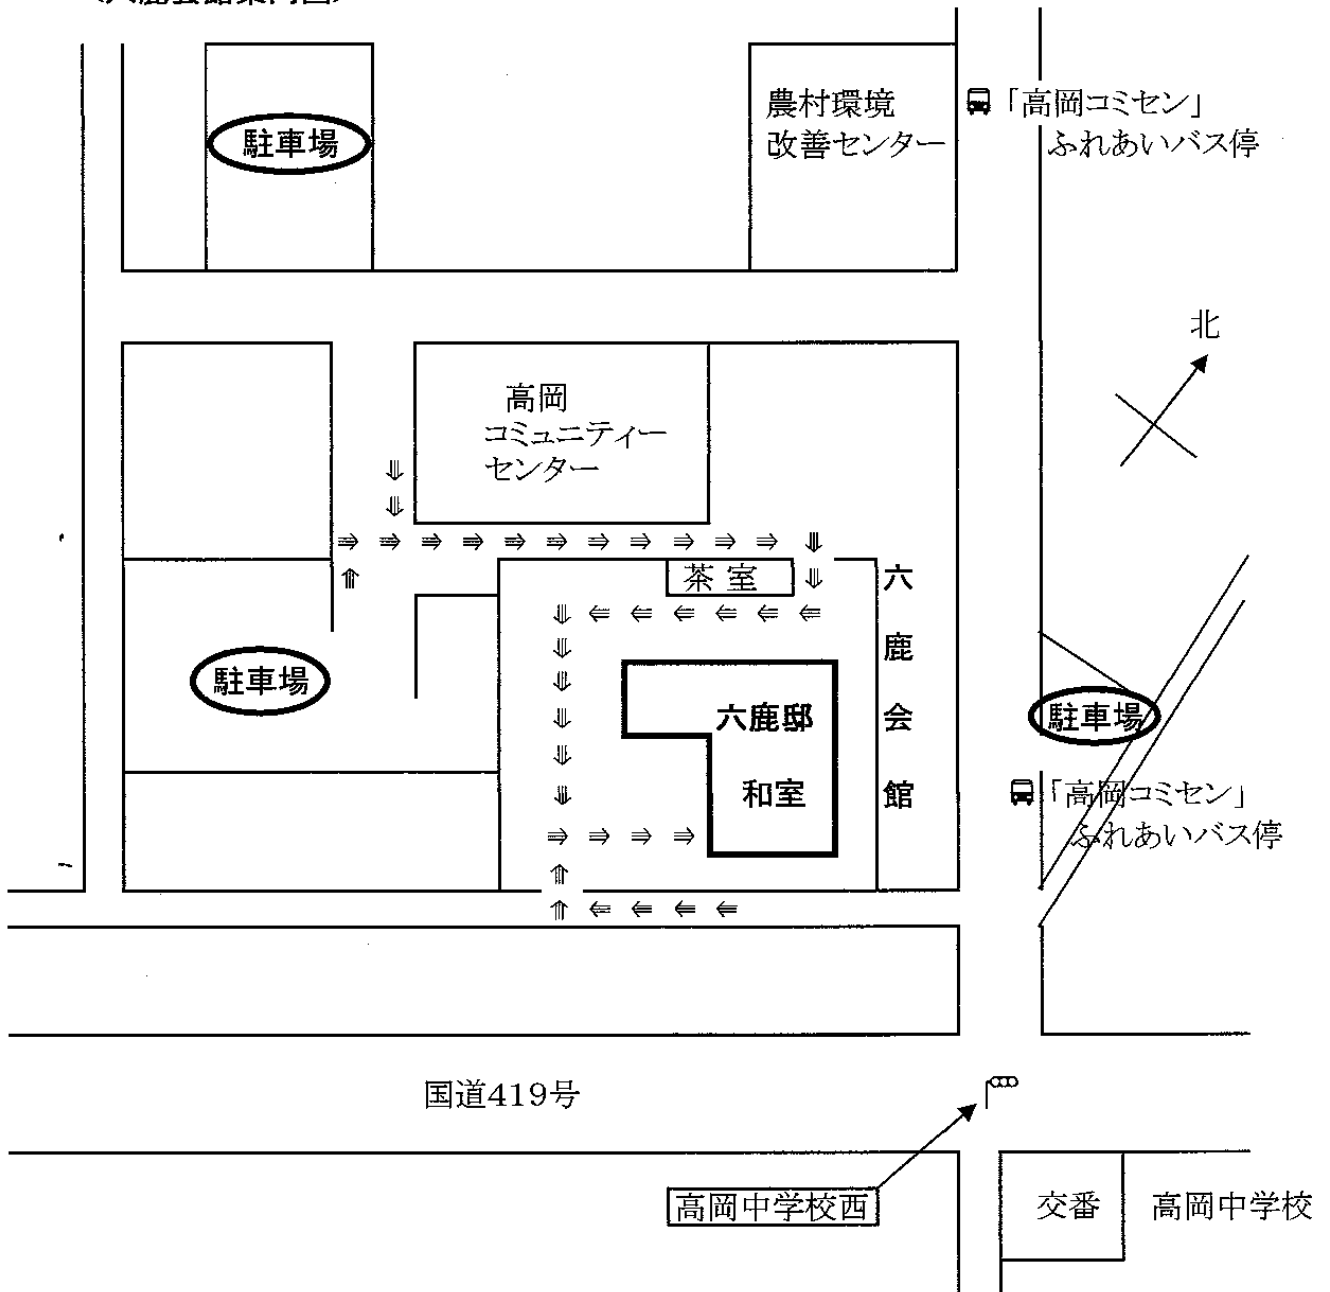 農村環境
改善センター
「高岡コミセン」
ふれあいバス停
駐車場
北
高岡
コミュニティー
センター
茶室
六鹿会館
駐車場
六鹿邸
和室
駐車場
「高岡コミセン」
ふれあいバス停
国道419号
高岡中学校西
交番
高岡中学校